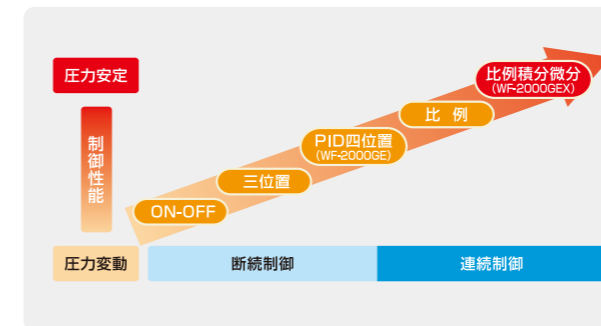 圧力安定
制御性能
圧力変動
ON-OFF
三位置
PID四位置
(WF-2000GE)
比例
比例積分微分
(WF-2000GEX)
断続制御
連続制御